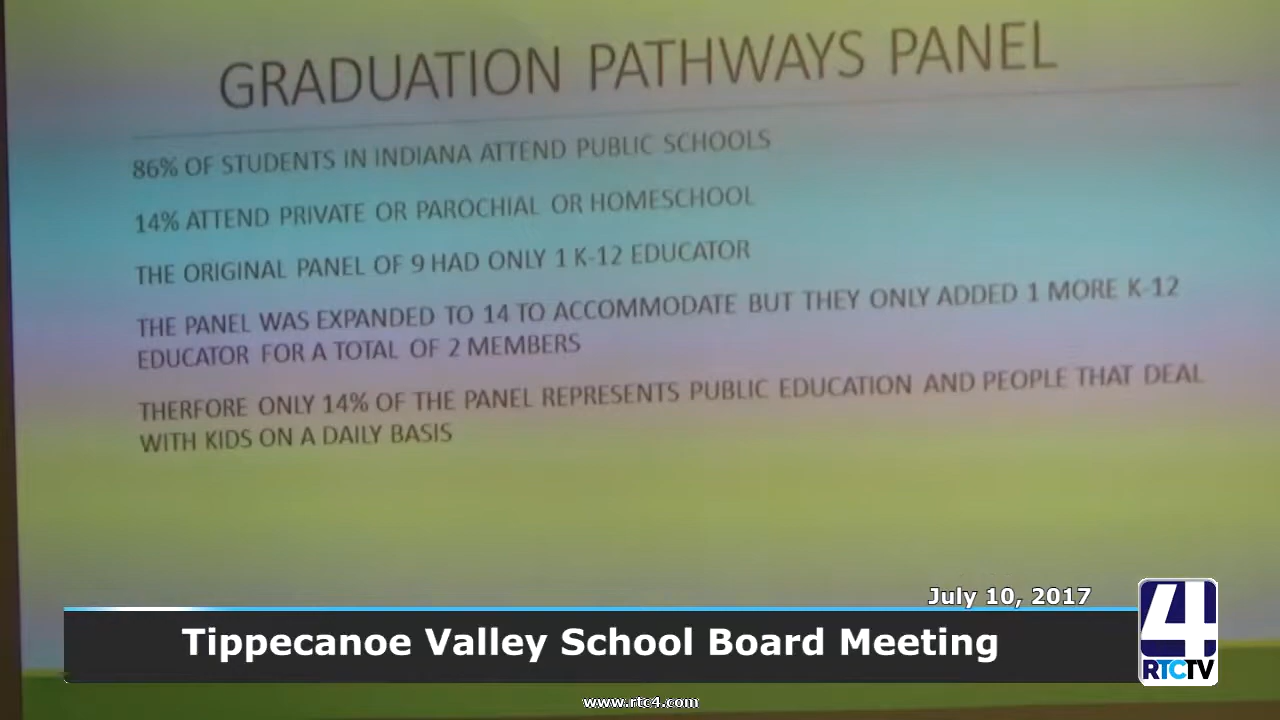 GRADUATION PATHWAYS PANEL
86% OF STUDENTS IN INDIANA ATTEND PUBLIC SCHOOLS
14% ATTEND PRIVATE OR PAROCHIAL OR HOMESCHOOL
THE ORIGINAL PANEL OF 9 HAD ONLY 1 K-12 EDUCATOR
THE PANEL WAS EXPANDED TO 14 TO ACCOMMODATE BUT THEY ONLY ADDED 1 MORE K-12
EDUCATOR FOR A TOTAL OF 2 MEMBERS
THERFORE ONLY 14% OF THE PANEL REPRESENTS PUBLIC EDUCATION AND PEOPLE THAT DEAL
WITH KIDS ON A DAILY BASIS
July 10, 2017
Tippecanoe Valley School Board Meeting
4
RTCTV
www.rtc4.com